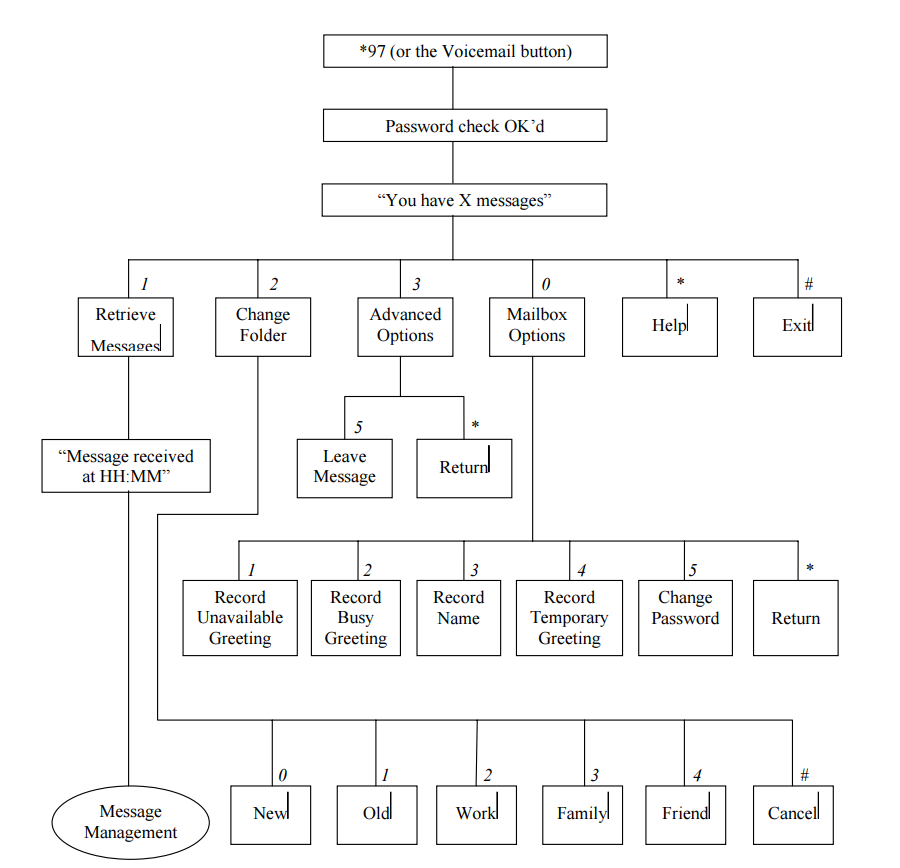 *97 (or the Voicemail button)
Password check OK’d
“You have X messages”
1
2
3
0
*
#
Retrieve
Messages
Change
Folder
Advanced
Options
Mailbox
Options
Help
Exit
5
*
“Message received
at HH:MM”
Leave
Message
Return
1
2
3
4
5
*
Record
Unavailable
Greeting
Record
Busy
Greeting
Record
Name
Record
Temporary
Greeting
Change
Password
Return
0
1
2
3
4
#
Message
Management
New
Old
Work
Family
Friend
Cancel